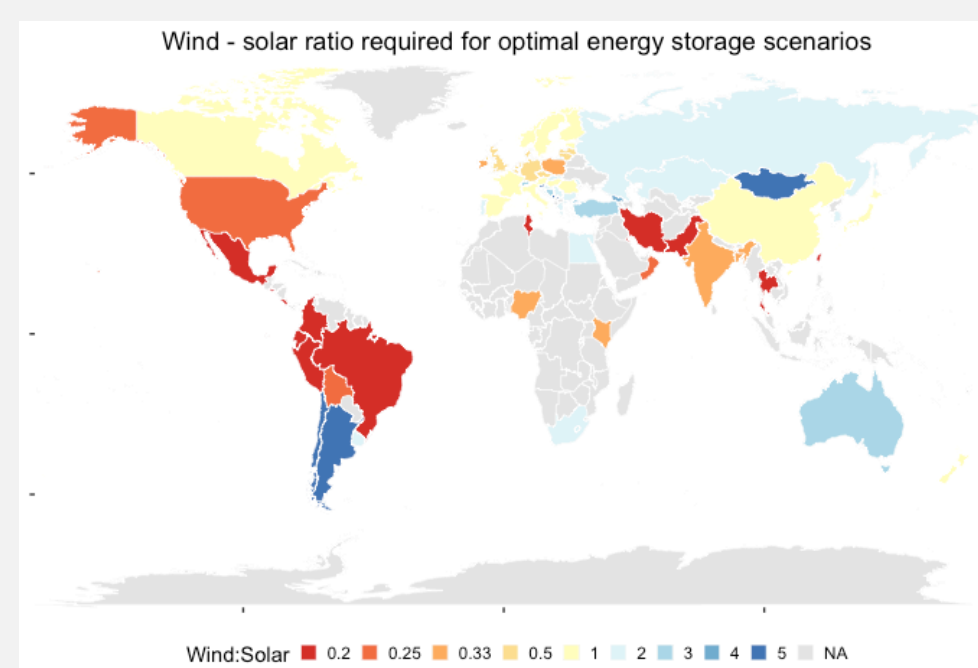 Wind - solar ratio required for optimal energy storage scenarios
Wind:Solar 0.2 0.25 0.33 0.5 1 2 3 4 5 NA